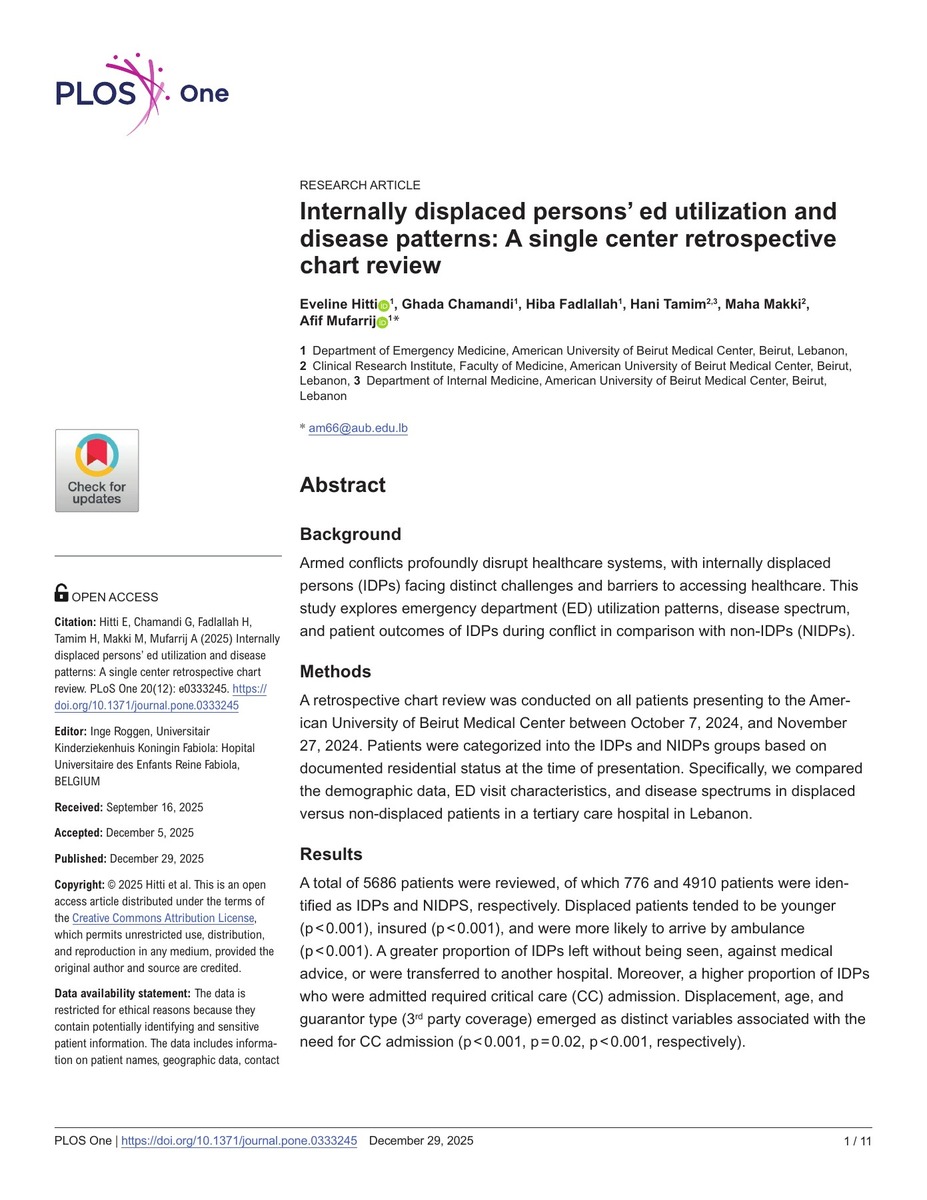 PLOS One
RESEARCH ARTICLE
Internally displaced persons’ ed utilization and
disease patterns: A single center retrospective
chart review
Eveline Hitti iD 1, Ghada Chamandi1, Hiba Fadlallah1, Hani Tamim2,3, Maha Makki2,
Afif Mufarrij iD 1*
1 Department of Emergency Medicine, American University of Beirut Medical Center, Beirut, Lebanon,
2 Clinical Research Institute, Faculty of Medicine, American University of Beirut Medical Center, Beirut,
Lebanon, 3 Department of Internal Medicine, American University of Beirut Medical Center, Beirut,
Lebanon
* am66@aub.edu.lb
Check for
updates
OPEN ACCESS
Citation: Hitti E, Chamandi G, Fadlallah H,
Tamim H, Makki M, Mufarrij A (2025) Internally
displaced persons’ ed utilization and disease
patterns: A single center retrospective chart
review. PLoS One 20(12): e0333245. https://
doi.org/10.1371/journal.pone.0333245
Editor: Inge Roggen, Universitair
Kinderziekenhuis Koningin Fabiola: Hopital
Universitaire des Enfants Reine Fabiola,
BELGIUM
Received: September 16, 2025
Accepted: December 5, 2025
Published: December 29, 2025
Copyright: © 2025 Hitti et al. This is an open
access article distributed under the terms of
the Creative Commons Attribution License,
which permits unrestricted use, distribution,
and reproduction in any medium, provided the
original author and source are credited.
Data availability statement: The data is
restricted for ethical reasons because they
contain potentially identifying and sensitive
patient information. The data includes informa-
tion on patient names, geographic data, contact
Abstract
Background
Armed conflicts profoundly disrupt healthcare systems, with internally displaced
persons (IDPs) facing distinct challenges and barriers to accessing healthcare. This
study explores emergency department (ED) utilization patterns, disease spectrum,
and patient outcomes of IDPs during conflict in comparison with non-IDPs (NIDPs).
Methods
A retrospective chart review was conducted on all patients presenting to the Amer-
ican University of Beirut Medical Center between October 7, 2024, and November
27, 2024. Patients were categorized into the IDPs and NIDPs groups based on
documented residential status at the time of presentation. Specifically, we compared
the demographic data, ED visit characteristics, and disease spectrums in displaced
versus non-displaced patients in a tertiary care hospital in Lebanon.
Results
A total of 5686 patients were reviewed, of which 776 and 4910 patients were iden-
tified as IDPs and NIDPS, respectively. Displaced patients tended to be younger
(p < 0.001), insured (p < 0.001), and were more likely to arrive by ambulance
(p < 0.001). A greater proportion of IDPs left without being seen, against medical
advice, or were transferred to another hospital. Moreover, a higher proportion of IDPs
who were admitted required critical care (CC) admission. Displacement, age, and
guarantor type (3rd party coverage) emerged as distinct variables associated with the
need for CC admission (p < 0.001, p = 0.02, p < 0.001, respectively).
PLOS One | https://doi.org/10.1371/journal.pone.0333245 December 29, 2025 1 / 11